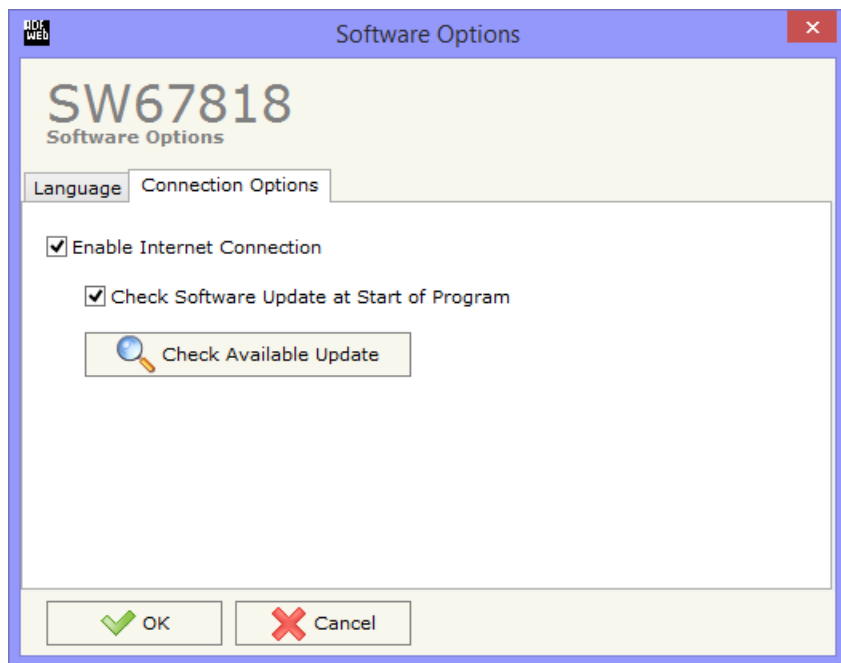 ADF
WEB
Software Options
SW67818
Software Options
Language
Connection Options
Enable Internet Connection
Check Software Update at Start of Program
Check Available Update
OK
Cancel